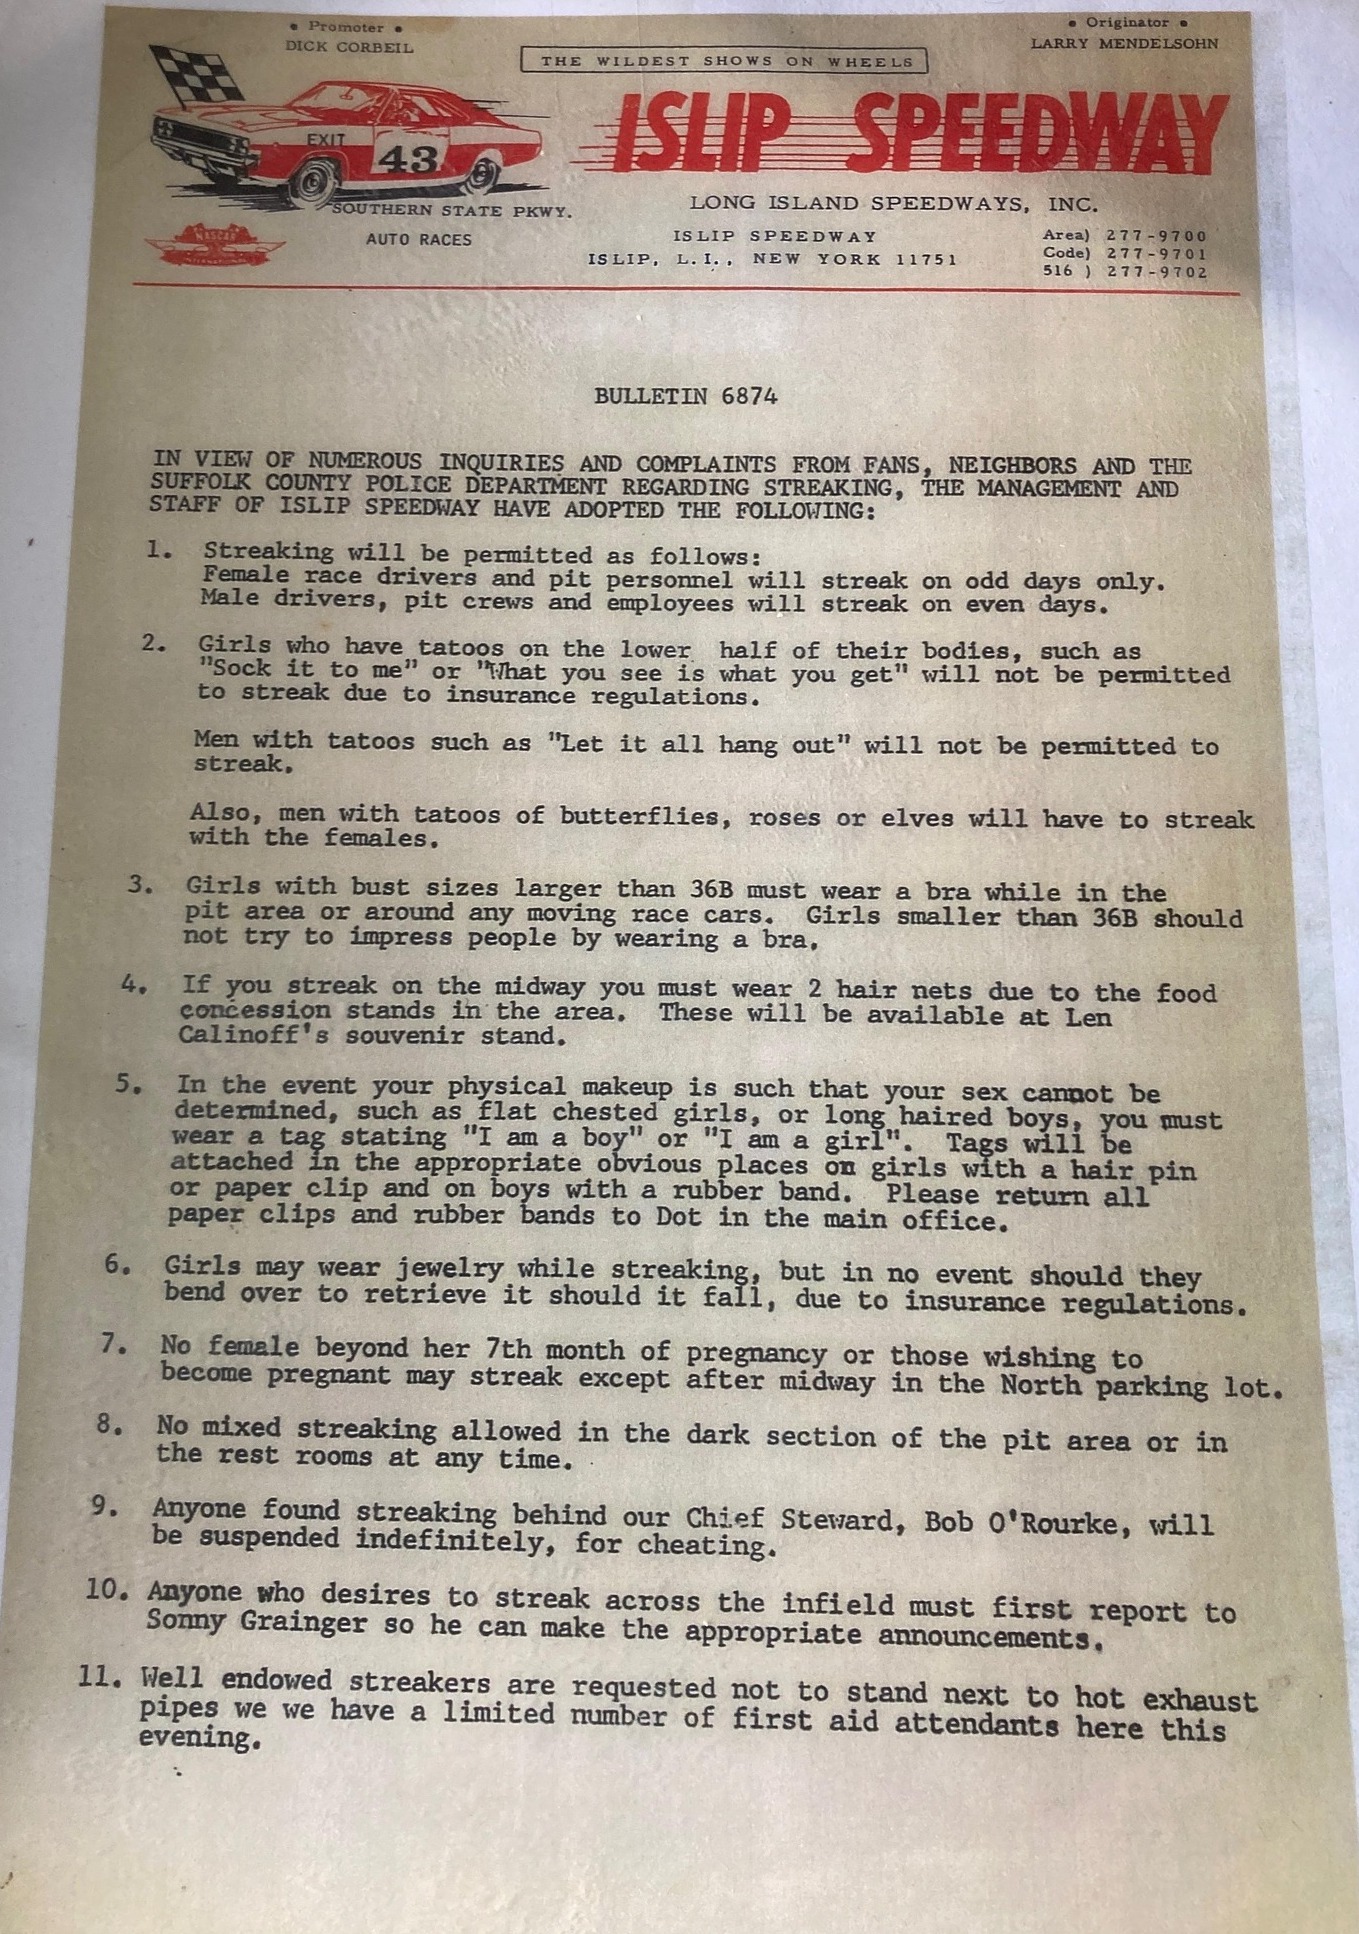 • Promoter •
DICK CORBEIL
• Originator •
LARRY MENDELSOHN
THE WILDEST SHOWS ON WHEELS
ISLIP SPEEDWAY
EXIT
43
SOUTHERN STATE PKWY.
AUTO RACES
NASCAR
INTERNATIONAL
LONG ISLAND SPEEDWAYS, INC.
ISLIP SPEEDWAY
ISLIP, L. I., NEW YORK 11751
Area) 277-9700
Code) 277-9701
516 ) 277-9702
BULLETIN 6874
IN VIEW OF NUMEROUS INQUIRIES AND COMPLAINTS FROM FANS, NEIGHBORS AND THE
SUFFOLK COUNTY POLICE DEPARTMENT REGARDING STREAKING, THE MANAGEMENT AND
STAFF OF ISLIP SPEEDWAY HAVE ADOPTED THE FOLLOWING:
1. Streaking will be permitted as follows:
Female race drivers and pit personnel will streak on odd days only.
Male drivers, pit crews and employees will streak on even days.
2. Girls who have tatoos on the lower half of their bodies, such as
"Sock it to me" or "What you see is what you get" will not be permitted
to streak due to insurance regulations.
Men with tatoos such as "Let it all hang out" will not be permitted to
streak.
Also, men with tatoos of butterflies, roses or elves will have to streak
with the females.
3. Girls with bust sizes larger than 36B must wear a bra while in the
pit area or around any moving race cars. Girls smaller than 36B should
not try to impress people by wearing a bra.
4. If you streak on the midway you must wear 2 hair nets due to the food
concession stands in the area. These will be available at Len
Calinoff's souvenir stand.
5. In the event your physical makeup is such that your sex cannot be
determined, such as flat chested girls, or long haired boys, you must
wear a tag stating "I am a boy" or "I am a girl". Tags will be
attached in the appropriate obvious places on girls with a hair pin
or paper clip and on boys with a rubber band. Please return all
paper clips and rubber bands to Dot in the main office.
6. Girls may wear jewelry while streaking, but in no event should they
bend over to retrieve it should it fall, due to insurance regulations.
7. No female beyond her 7th month of pregnancy or those wishing to
become pregnant may streak except after midway in the North parking lot.
8. No mixed streaking allowed in the dark section of the pit area or in
the rest rooms at any time.
9. Anyone found streaking behind our Chief Steward, Bob O'Rourke, will
be suspended indefinitely, for cheating.
10. Anyone who desires to streak across the infield must first report to
Sonny Grainger so he can make the appropriate announcements.
11. Well endowed streakers are requested not to stand next to hot exhaust
pipes we we have a limited number of first aid attendants here this
evening.